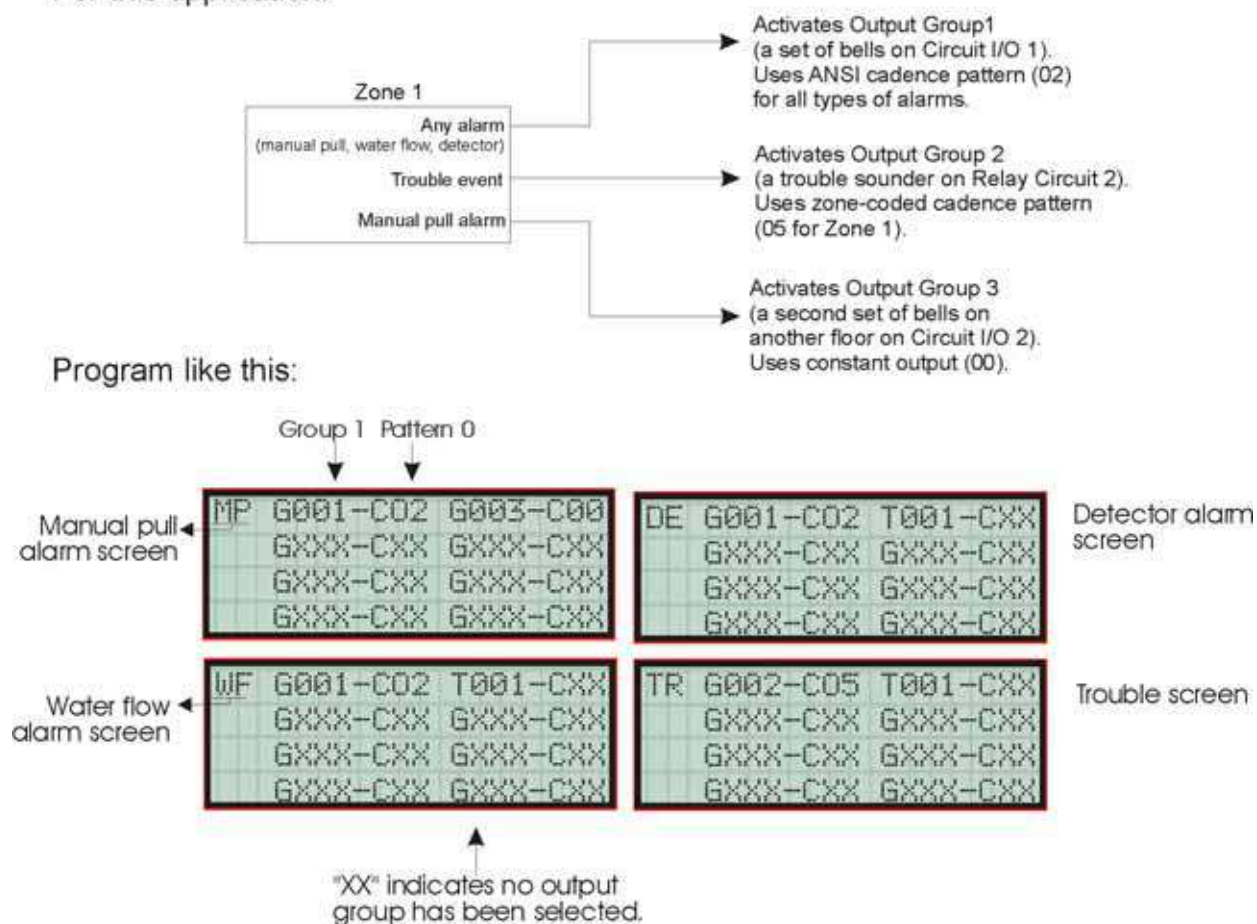 For this application:
Zone 1
Any alarm
(manual pull, water flow, detector)
Trouble event
Manual pull alarm
Activates Output Group1
(a set of bells on Circuit I/O 1).
Uses ANSI cadence pattern (02)
for all types of alarms.
Activates Output Group 2
(a trouble sounder on Relay Circuit 2).
Uses zone-coded cadence pattern
(05 for Zone 1).
Activates Output Group 3
(a second set of bells on
another floor on Circuit I/O 2).
Uses constant output (00).
Program like this:
Group 1 Pattern 0
Manual pull
alarm screen
MP G001-CO2 G003-C00
GXXX-CXX GXXX-CXX
GXXX-CXX GXXX-CXX
GXXX-CXX GXXX-CXX
DE G001-CO2 T001-CXX
GXXX-CXX GXXX-CXX
GXXX-CXX GXXX-CXX
GXXX-CXX GXXX-CXX
Detector alarm
screen
Water flow
alarm screen
WF G001-CO2 T001-CXX
GXXX-CXX GXXX-CXX
GXXX-CXX GXXX-CXX
GXXX-CXX GXXX-CXX
TR G002-CO5 T001-CXX
GXXX-CXX GXXX-CXX
GXXX-CXX GXXX-CXX
GXXX-CXX GXXX-CXX
Trouble screen
"XX" indicates no output
group has been selected.